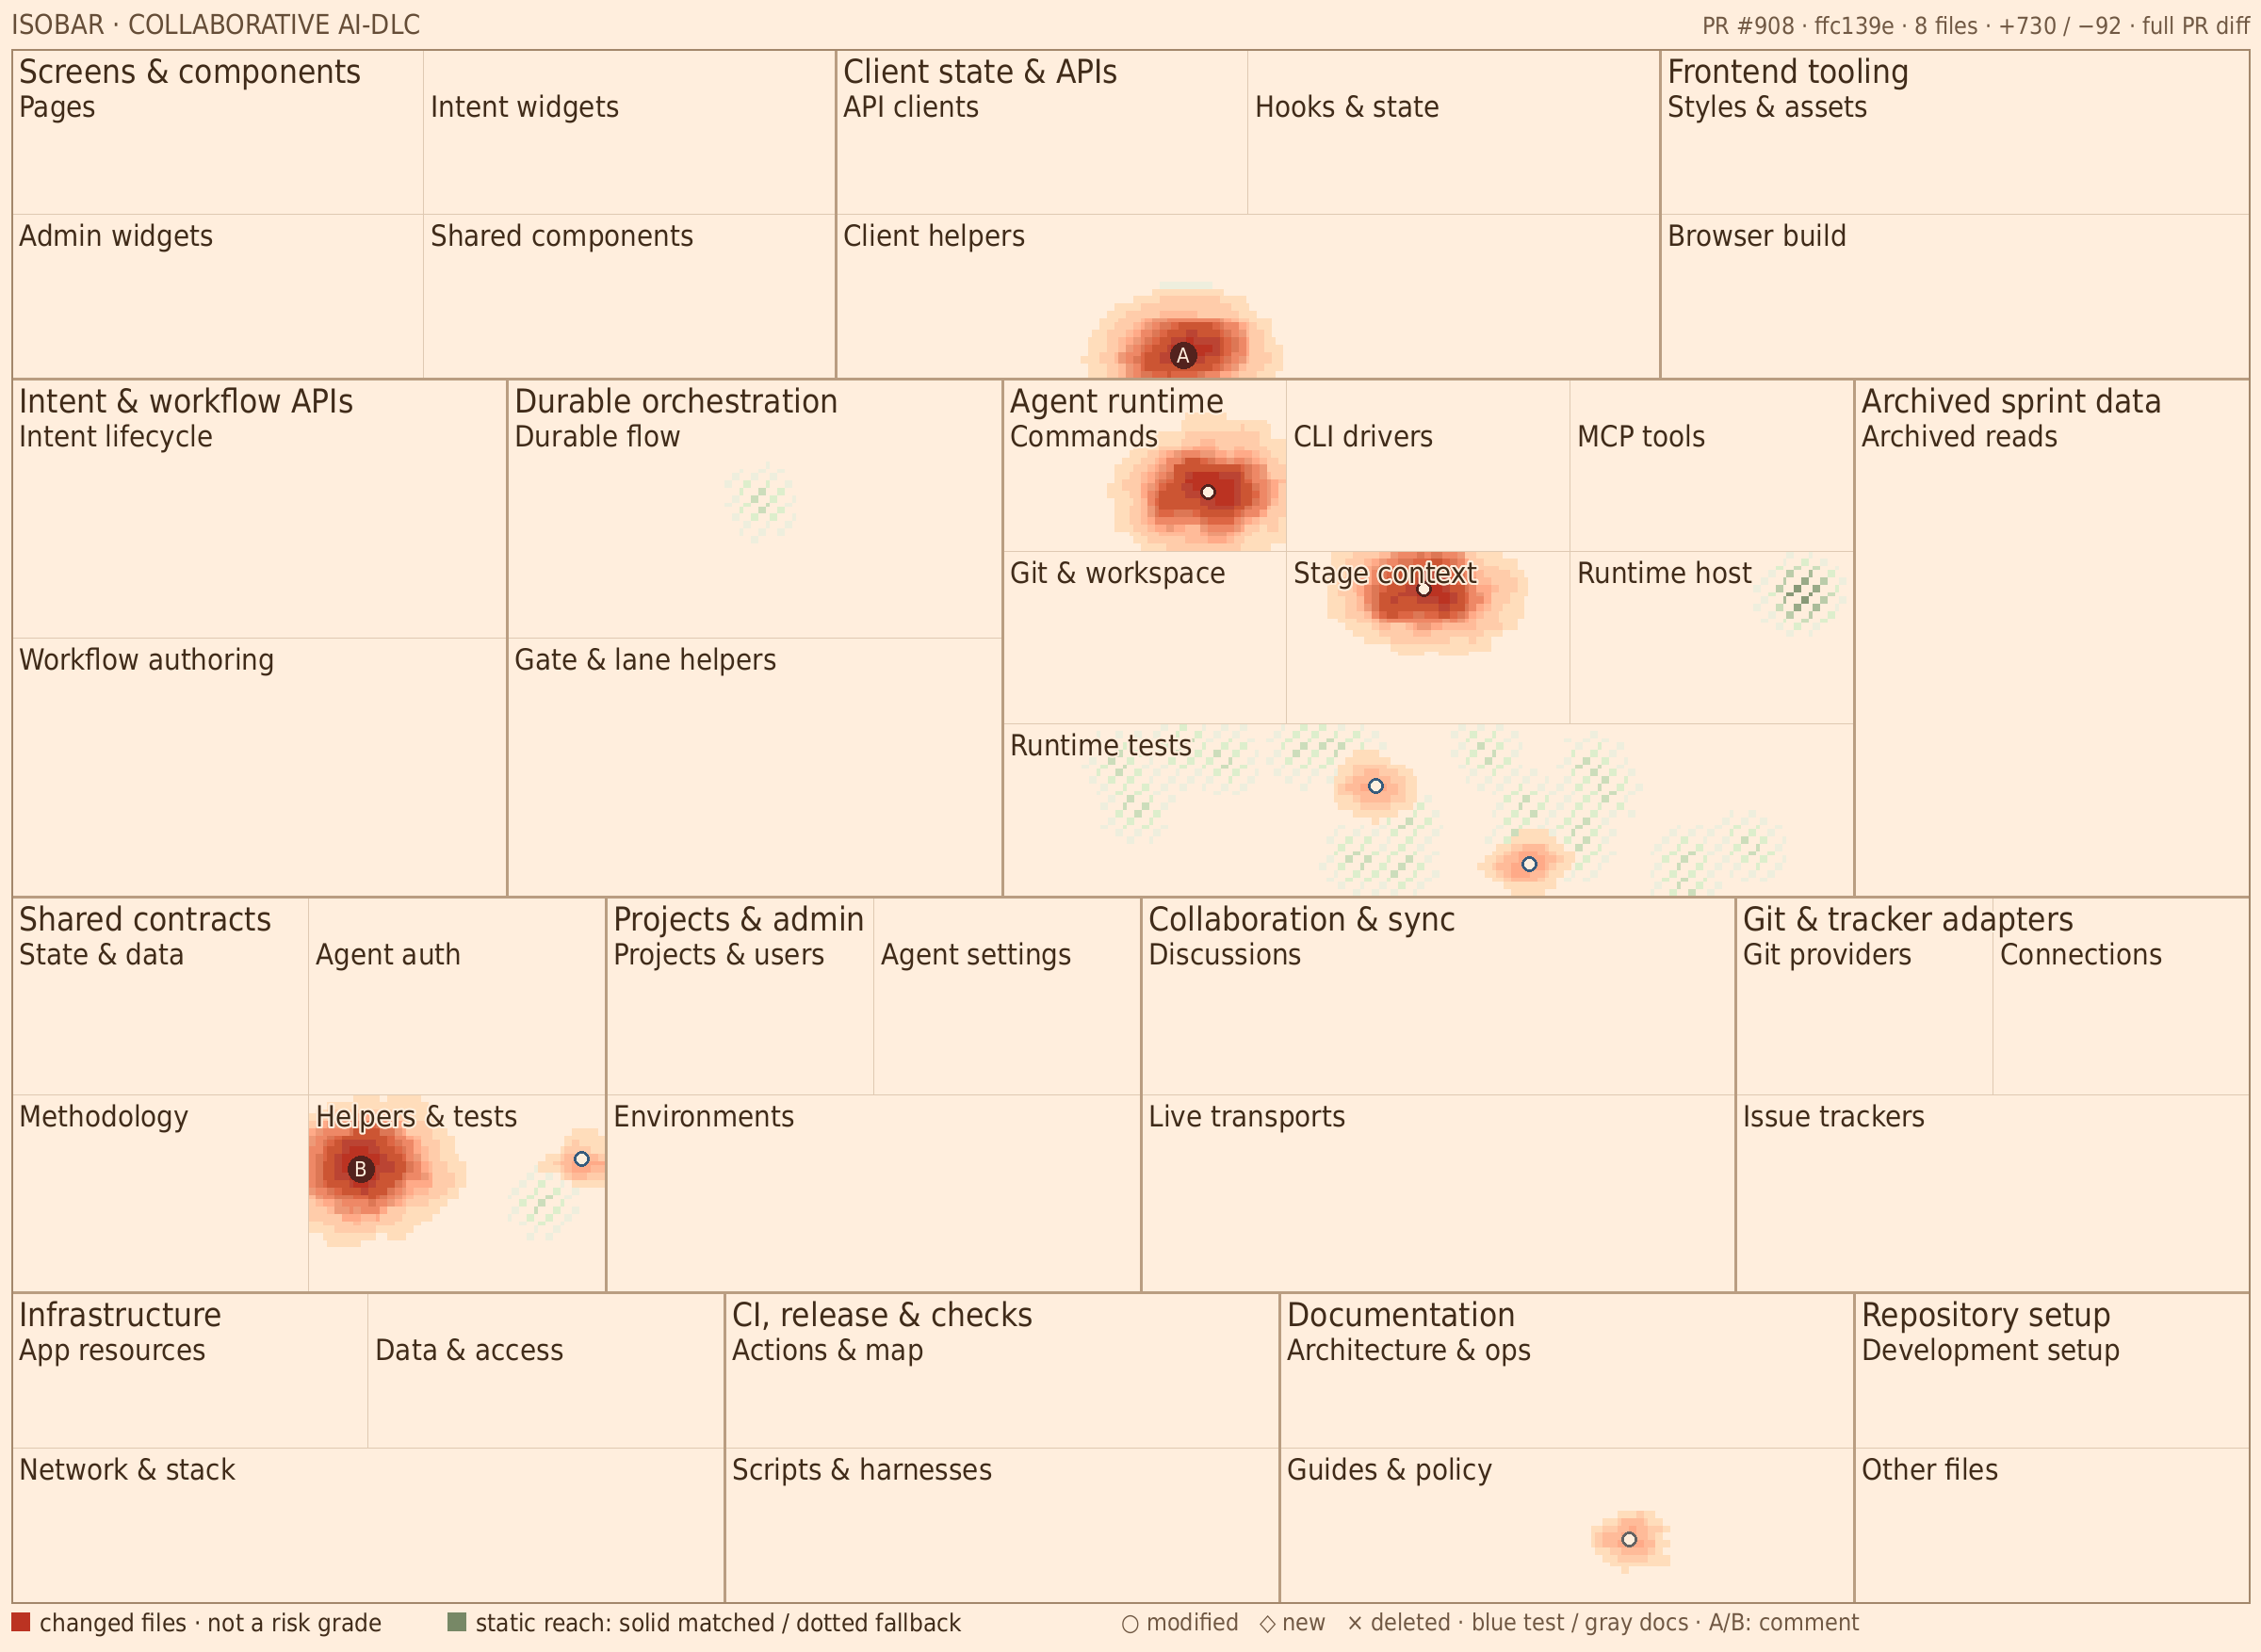 ISOBAR · COLLABORATIVE AI-DLC
PR #908 · ffc139e · 8 files · +730 / −92 · full PR diff
Screens & components
Pages
Intent widgets
Client state & APIs
API clients
Hooks & state
Frontend tooling
Styles & assets
Admin widgets
Shared components
Client helpers
Browser build
A
Intent & workflow APIs
Intent lifecycle
Durable orchestration
Durable flow
Agent runtime
Commands
CLI drivers
MCP tools
Archived sprint data
Archived reads
Git & workspace
Stage context
Runtime host
Workflow authoring
Gate & lane helpers
Runtime tests
Shared contracts
State & data
Agent auth
Projects & admin
Projects & users
Agent settings
Collaboration & sync
Discussions
Git & tracker adapters
Git providers
Connections
Methodology
Helpers & tests
B
Environments
Live transports
Issue trackers
Infrastructure
App resources
Data & access
CI, release & checks
Actions & map
Documentation
Architecture & ops
Repository setup
Development setup
Network & stack
Scripts & harnesses
Guides & policy
Other files
changed files · not a risk grade
static reach: solid matched / dotted fallback
○ modified ◇ new × deleted · blue test / gray docs · A/B: comment